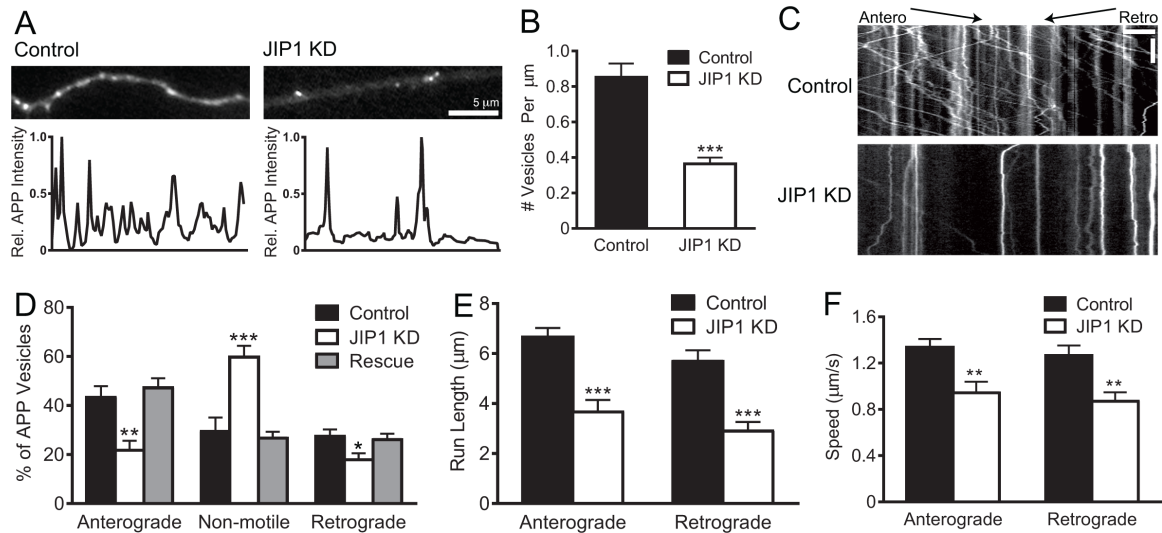 A
Control
JIP1 KD
5 μm
Rel. APP Intensity
1.0
0.5
0
Rel. APP Intensity
1.0
0.5
0
B
# Vesicles Per μm
1.0
0.8
0.6
0.4
0.2
0
Control
JIP1 KD
***
Control
JIP1 KD
C
Antero
Retro
Control
JIP1 KD
D
% of APP Vesicles
80
60
40
20
0
Control
JIP1 KD
Rescue
**
***
*
Anterograde
Non-motile
Retrograde
E
Run Length (μm)
8
6
4
2
0
Control
JIP1 KD
***
***
Anterograde
Retrograde
F
Speed (μm/s)
1.6
1.2
0.8
0.4
0
Control
JIP1 KD
**
**
Anterograde
Retrograde